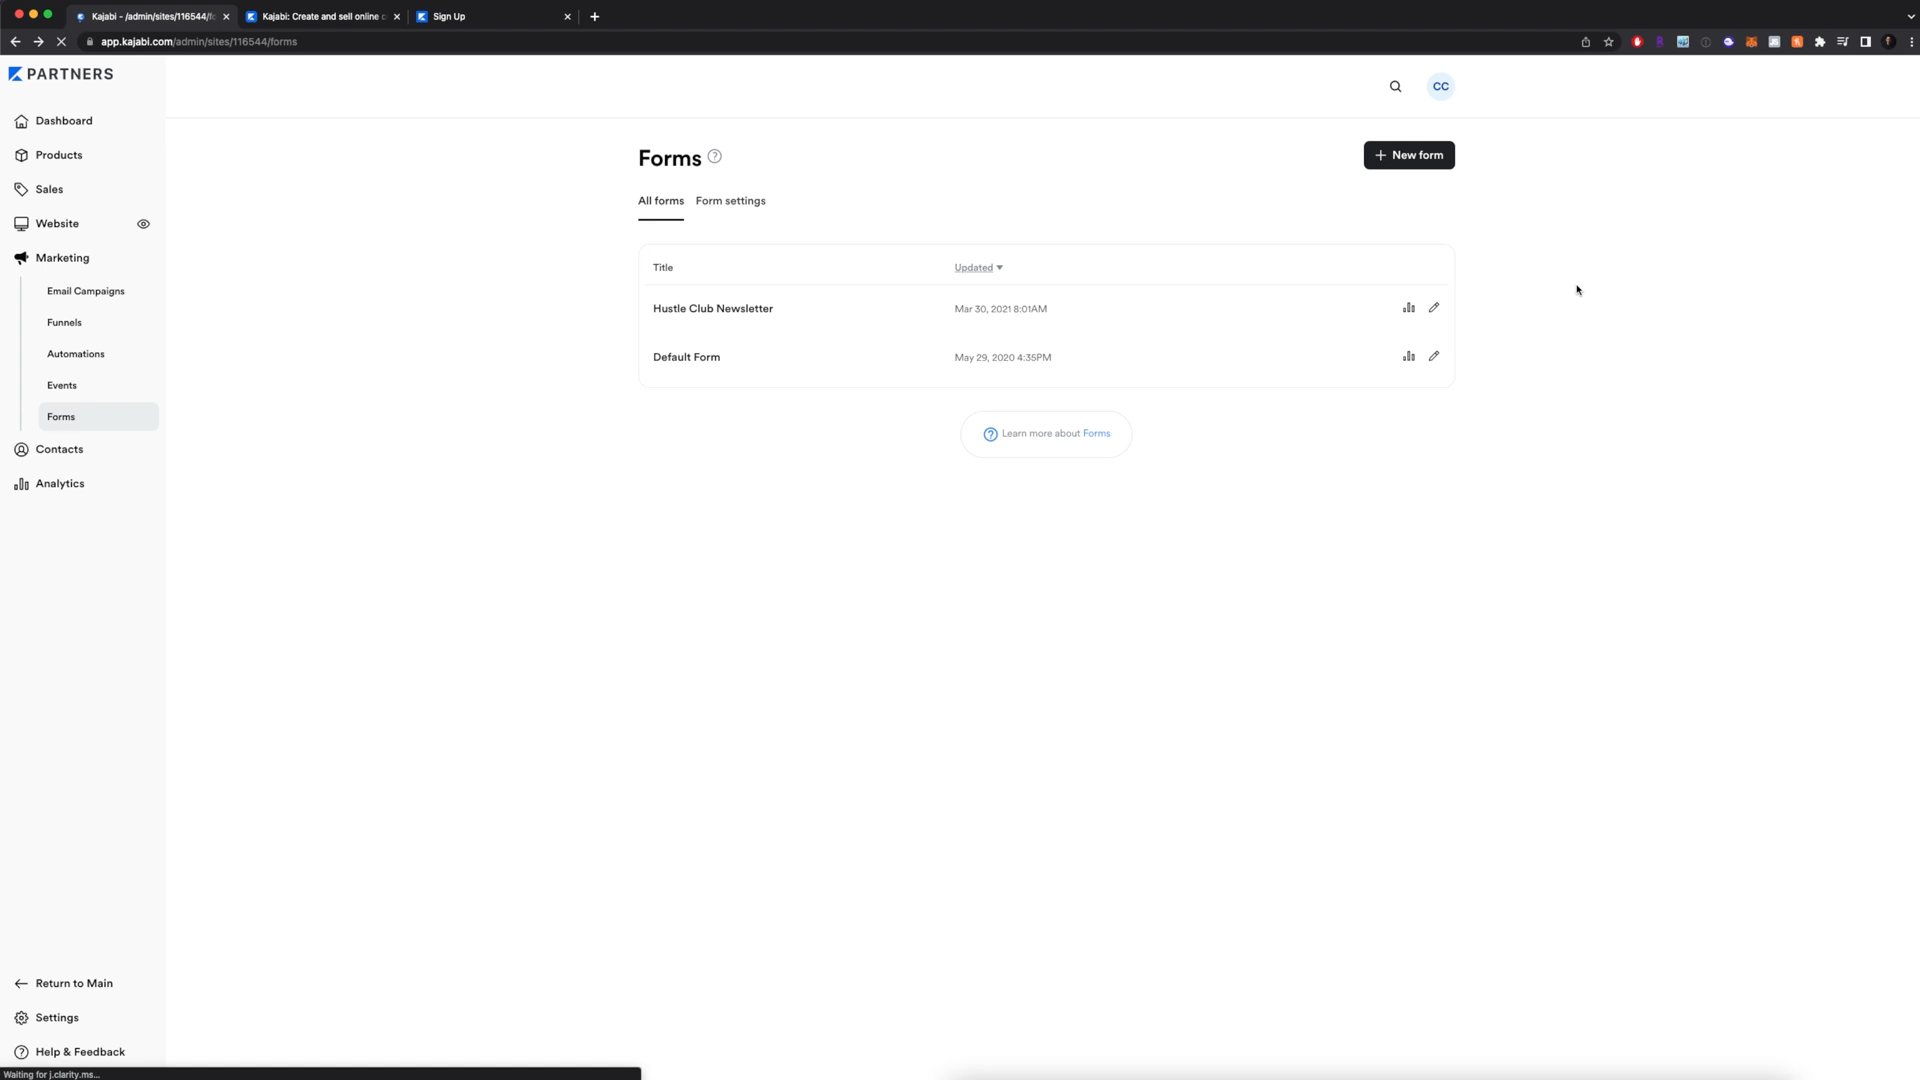 Kajabi - /admin/sites/116544/fo
Kajabi: Create and sell online c
Sign Up
app.kajabi.com/admin/sites/116544/forms
PARTNERS
CC
Dashboard
Products
Sales
Website
Marketing
Email Campaigns
Funnels
Automations
Events
Forms
Contacts
Analytics
Return to Main
Settings
Help & Feedback
Forms
New form
All forms Form settings
Title Updated
Hustle Club Newsletter Mar 30, 2021 8:01AM
Default Form May 29, 2020 4:35PM
Learn more about Forms
Waiting for j.clarity.ms...